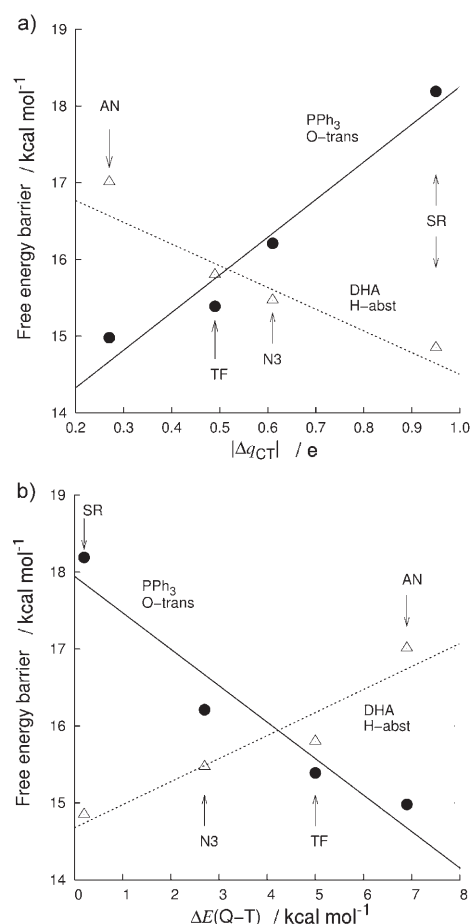 a)
19
18
17
16
15
14
Free energy barrier / kcal mol⁻¹
AN
PPh₃
O−trans
SR
DHA
H−abst
N3
TF
0.2 0.3 0.4 0.5 0.6 0.7 0.8 0.9 1.0
|Δq_CT| / e
b)
19
18
17
16
15
14
Free energy barrier / kcal mol⁻¹
SR
PPh₃
O−trans
AN
DHA
H−abst
N3
TF
0 1 2 3 4 5 6 7 8
ΔE(Q−T) / kcal mol⁻¹